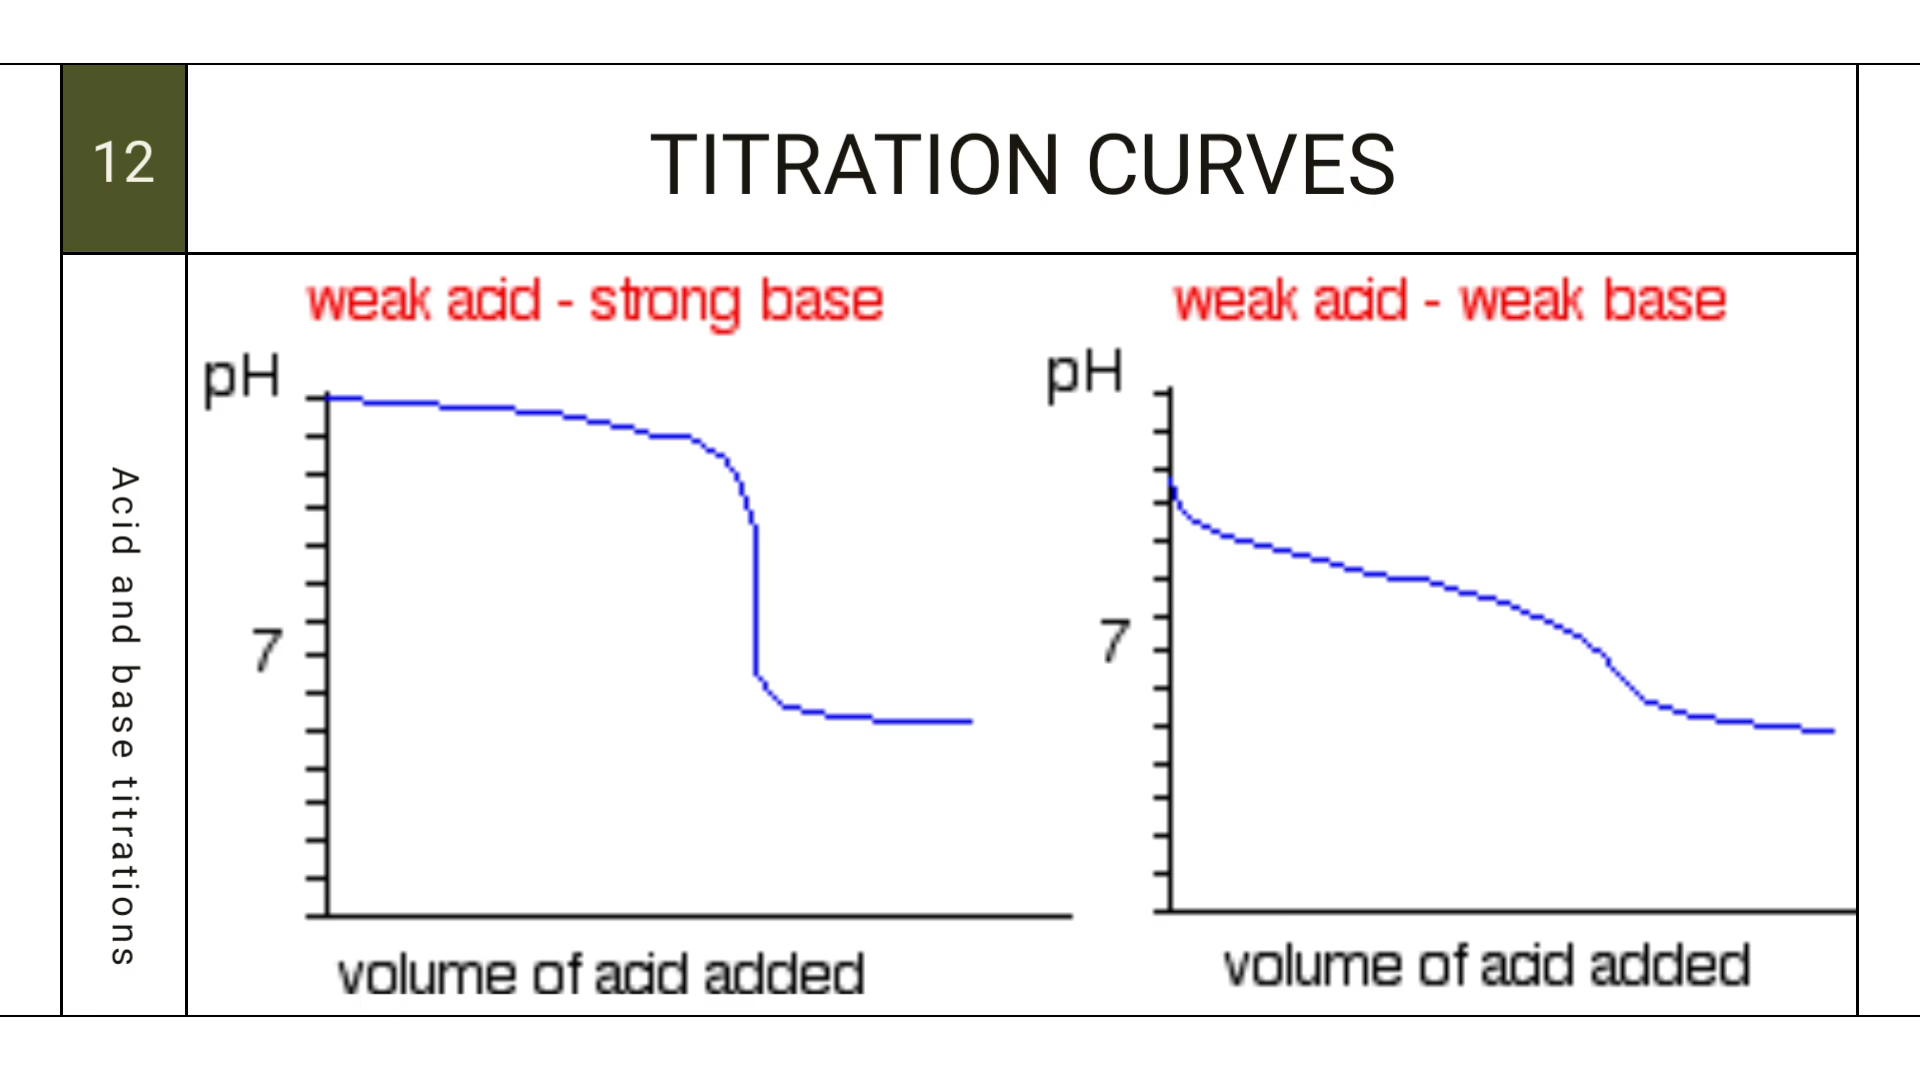 12
TITRATION CURVES
Acid and base titrations
weak acid - strong base
pH
7
volume of acid added
weak acid - weak base
pH
7
volume of acid added